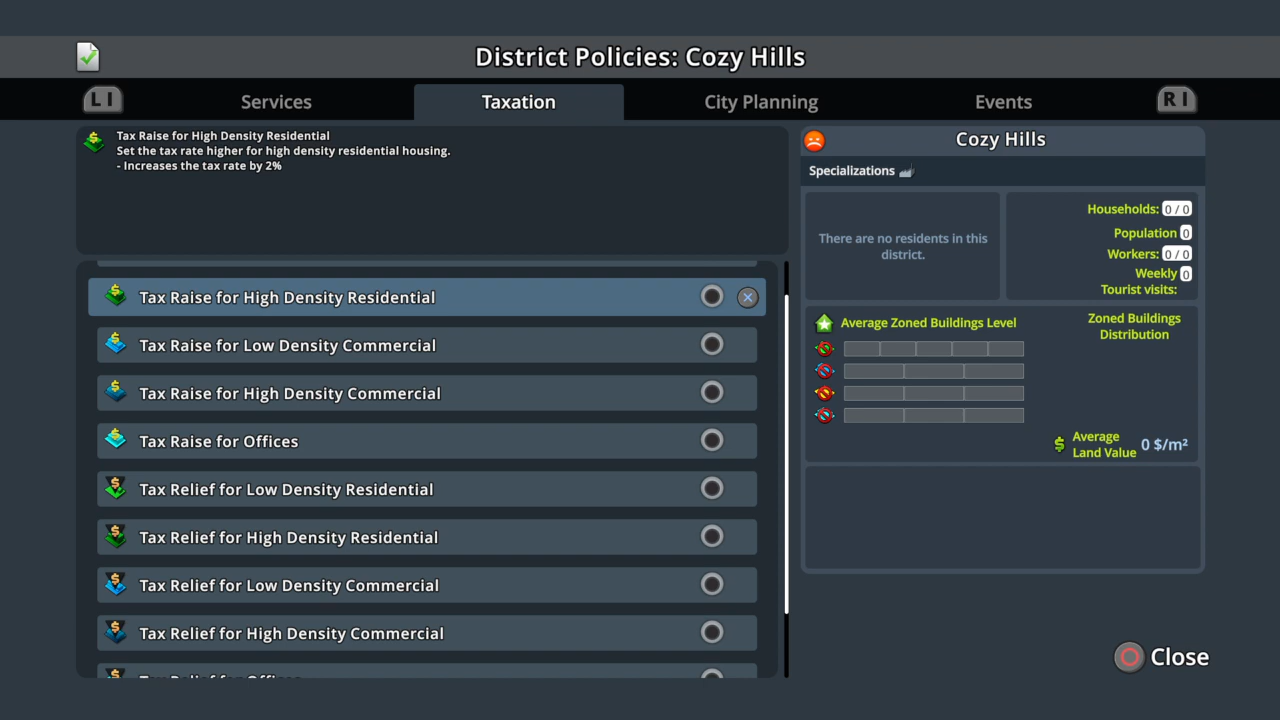 District Policies: Cozy Hills
L1
Services
Taxation
City Planning
Events
R1
Tax Raise for High Density Residential
Set the tax rate higher for high density residential housing.
- Increases the tax rate by 2%
Tax Raise for High Density Residential
Tax Raise for Low Density Commercial
Tax Raise for High Density Commercial
Tax Raise for Offices
Tax Relief for Low Density Residential
Tax Relief for High Density Residential
Tax Relief for Low Density Commercial
Tax Relief for High Density Commercial
Tax Relief for Offices
Cozy Hills
Specializations
There are no residents in this
district.
Households: 0 / 0
Population 0
Workers: 0 / 0
Weekly 0
Tourist visits:
Average Zoned Buildings Level
Zoned Buildings
Distribution
Average
Land Value 0 $/m²
Close